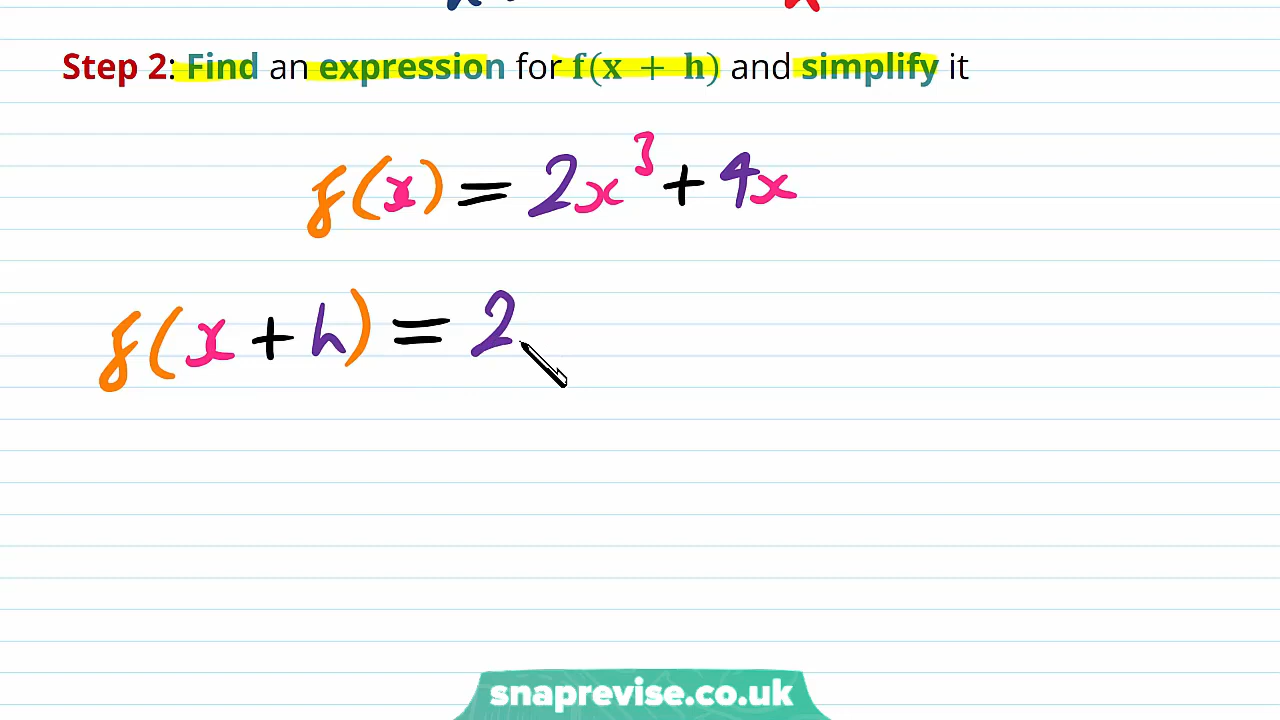 Step 2: Find an expression for f(x + h) and simplify it
f(x) = 2x³ + 4x
f(x + h) = 2
snaprevise.co.uk